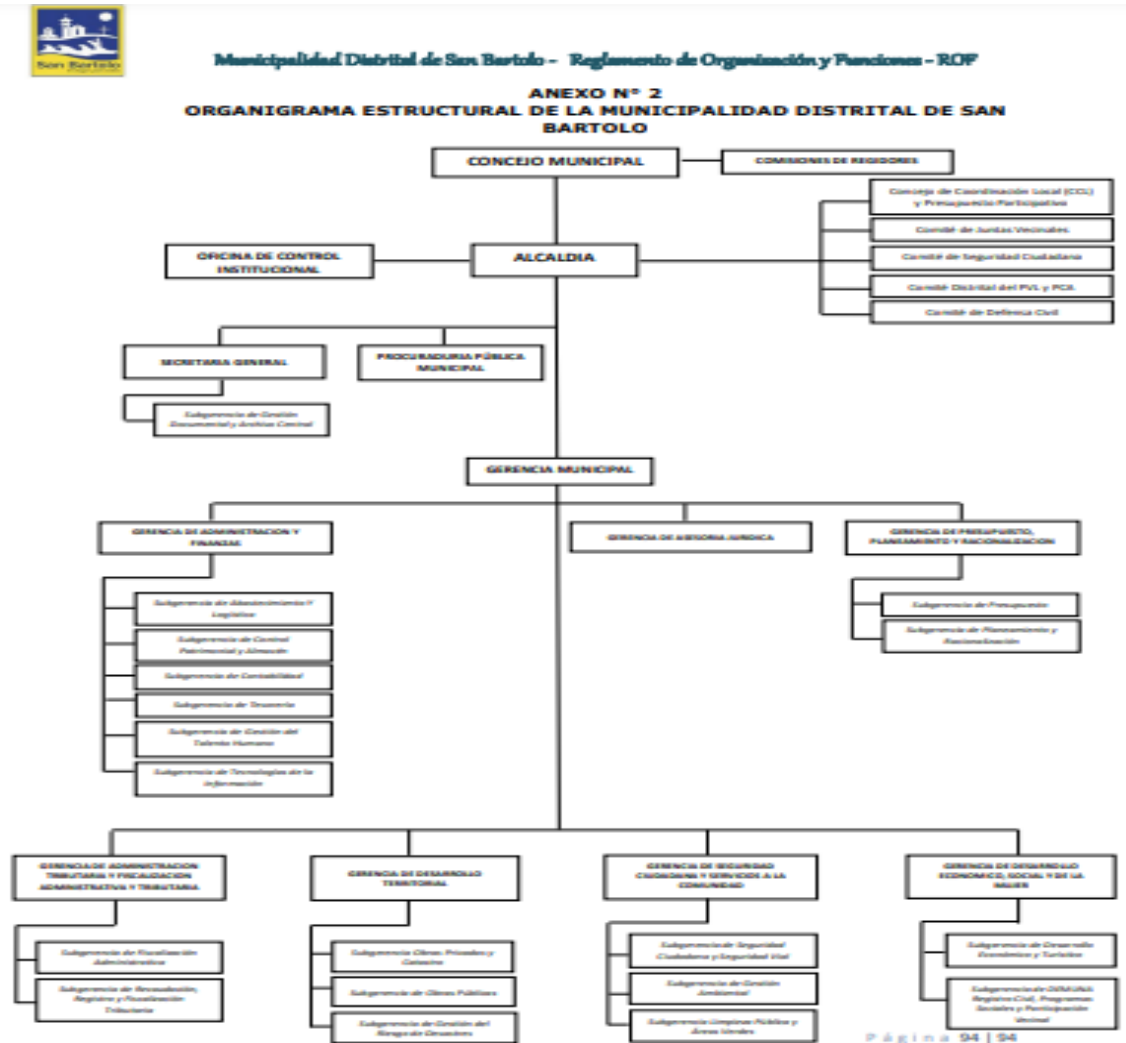 San Bartolo
Municipalidad Distrital de San Bartolo - Reglamento de Organización y Funciones - ROF
ANEXO N° 2
ORGANIGRAMA ESTRUCTURAL DE LA MUNICIPALIDAD DISTRITAL DE SAN
BARTOLO
CONCEJO MUNICIPAL
COMISIONES DE REGIDORES
Concejo de Coordinación Local (CCL)
y Presupuesto Participativo
Comité de Juntas Vecinales
Comité de Seguridad Ciudadana
Comité Distrital del PVL y PCA
Comité de Defensa Civil
OFICINA DE CONTROL
INSTITUCIONAL
ALCALDIA
SECRETARIA GENERAL
PROCURADURIA PÚBLICA
MUNICIPAL
Subgerencia de Gestión
Documental y Archivo Central
GERENCIA MUNICIPAL
GERENCIA DE ADMINISTRACION Y
FINANZAS
GERENCIA DE ASESORIA JURIDICA
GERENCIA DE PRESUPUESTO,
PLANEAMIENTO Y RACIONALIZACION
Subgerencia de Abastecimiento Y
Logística
Subgerencia de Control
Patrimonial y Almacén
Subgerencia de Contabilidad
Subgerencia de Tesorería
Subgerencia de Gestión del
Talento Humano
Subgerencia de Tecnologías de la
Información
Subgerencia de Presupuesto
Subgerencia de Planeamiento y
Racionalización
GERENCIA DE ADMINISTRACION
TRIBUTARIA Y FISCALIZACION
ADMINISTRATIVA Y TRIBUTARIA
Subgerencia de Fiscalización
Administrativa
Subgerencia de Recaudación,
Registro y Fiscalización
Tributaria
GERENCIA DE DESARROLLO
TERRITORIAL
Subgerencia Obras Privadas y
Catastro
Subgerencia de Obras Públicas
Subgerencia de Gestión del
Riesgo de Desastres
GERENCIA DE SEGURIDAD
CIUDADANA Y SERVICIOS A LA
COMUNIDAD
Subgerencia de Seguridad
Ciudadana y Seguridad Vial
Subgerencia de Gestión
Ambiental
Subgerencia Limpieza Pública y
Áreas Verdes
GERENCIA DE DESARROLLO
ECONOMICO, SOCIAL Y DE LA
MUJER
Subgerencia de Desarrollo
Económico y Turístico
Subgerencia de DEMUNA
Registro Civil, Programas
Sociales y Participación
Vecinal
Página 94 | 94